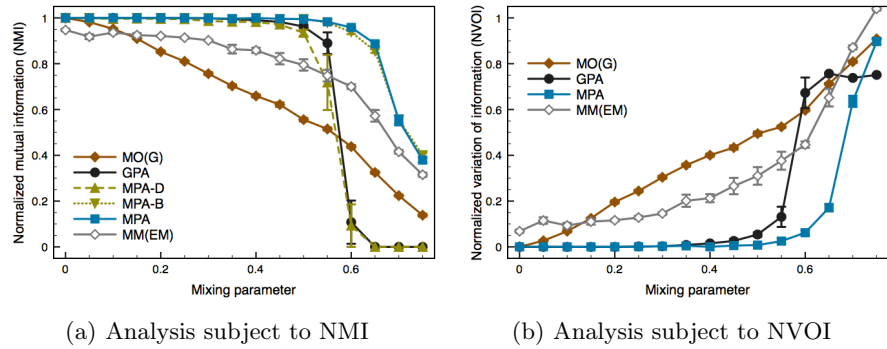 Normalized mutual information (NMI)
1
0.8
0.6
0.4
0.2
0
MO(G)
GPA
MPA-D
MPA-B
MPA
MM(EM)
0 0.2 0.4 0.6
Mixing parameter
(a) Analysis subject to NMI
Normalized variation of information (NVOI)
1
0.8
0.6
0.4
0.2
0
MO(G)
GPA
MPA
MM(EM)
0 0.2 0.4 0.6
Mixing parameter
(b) Analysis subject to NVOI